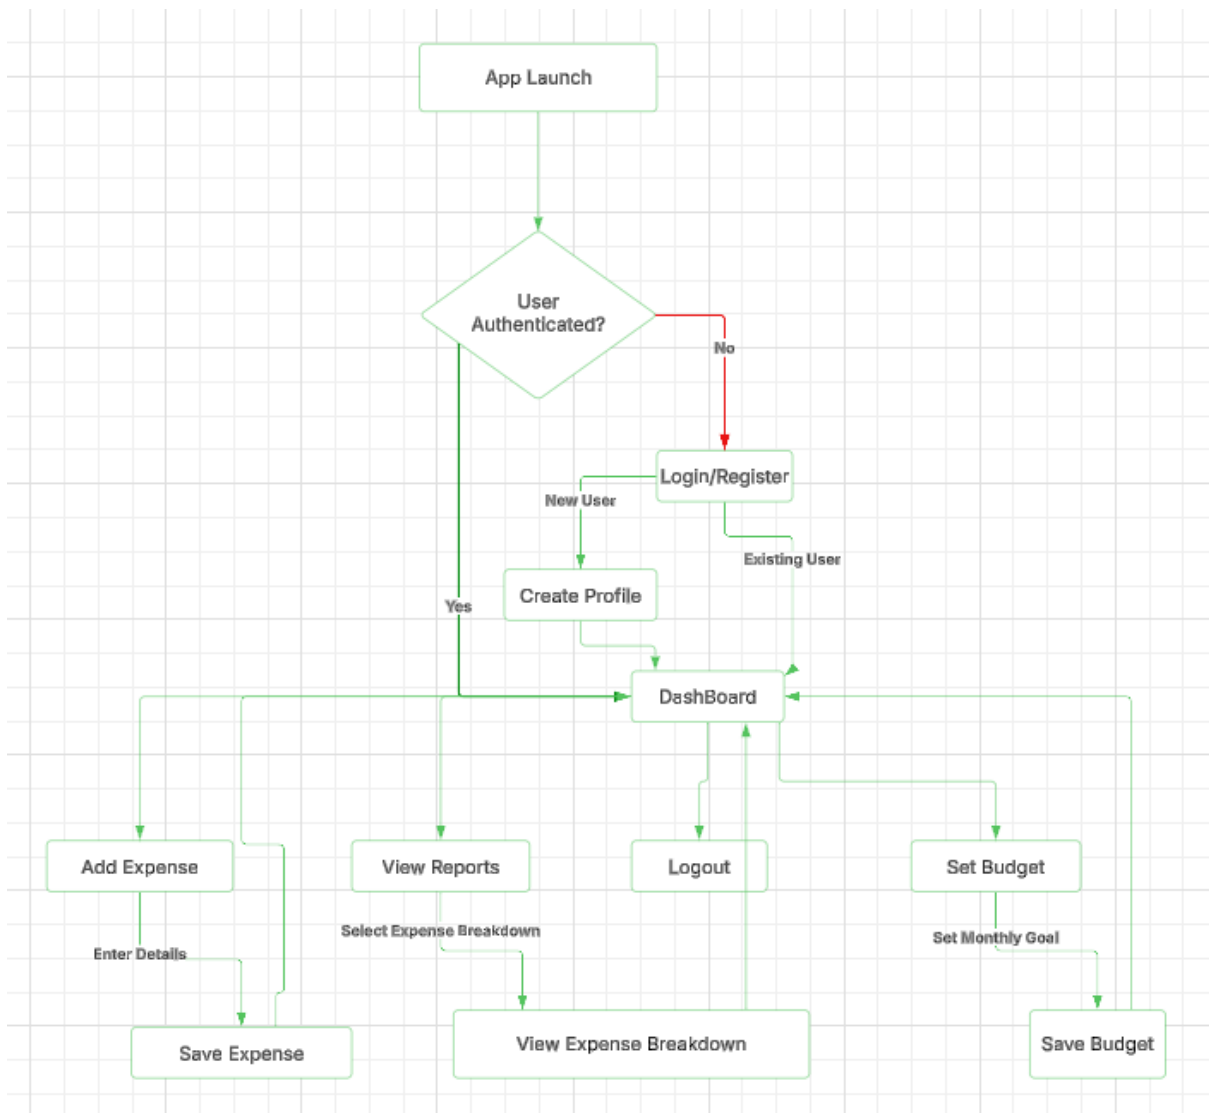 App Launch
User
Authenticated?
No
Login/Register
New User
Existing User
Create Profile
Yes
DashBoard
Add Expense
View Reports
Logout
Set Budget
Select Expense Breakdown
Set Monthly Goal
Enter Details
Save Expense
View Expense Breakdown
Save Budget